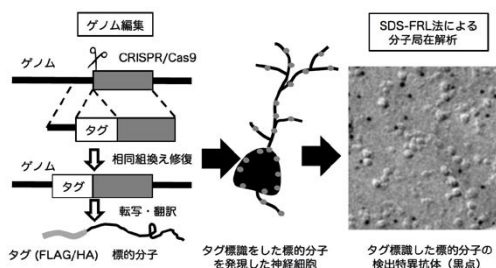 ゲノム編集
ゲノム
CRISPR/Cas9
タグ
相同組換え修復
ゲノム
タグ
転写・翻訳
タグ (FLAG/HA)
標的分子
タグ標識をした標的分子
を発現した神経細胞
SDS-FRL法による
分子局在解析
タグ標識した標的分子の
検出特異抗体（黒点）